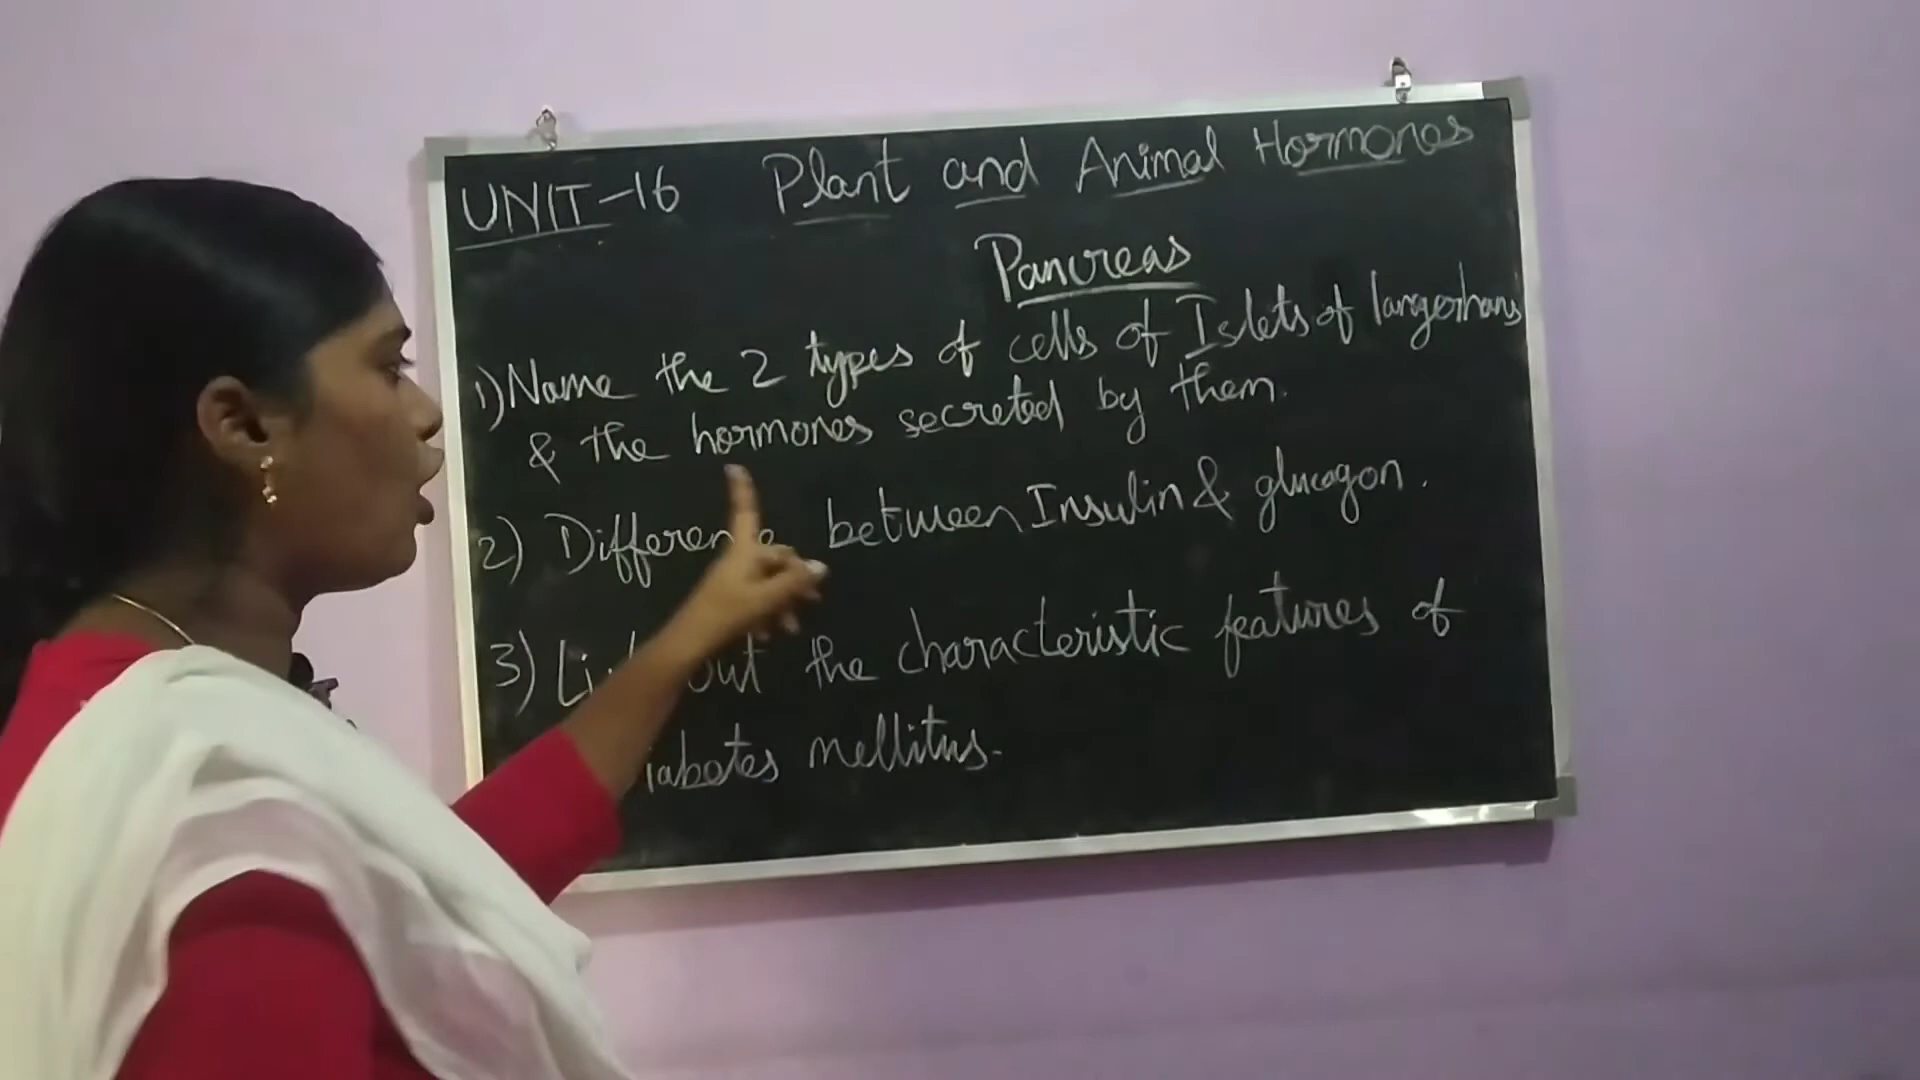 UNIT-16 Plant and Animal Hormones
Pancreas
1) Name the 2 types of cells of Islets of langerhans
& the hormones secreted by them.
2) between Insulin & glucagon.
3) out the characteristic features of
mellitus.